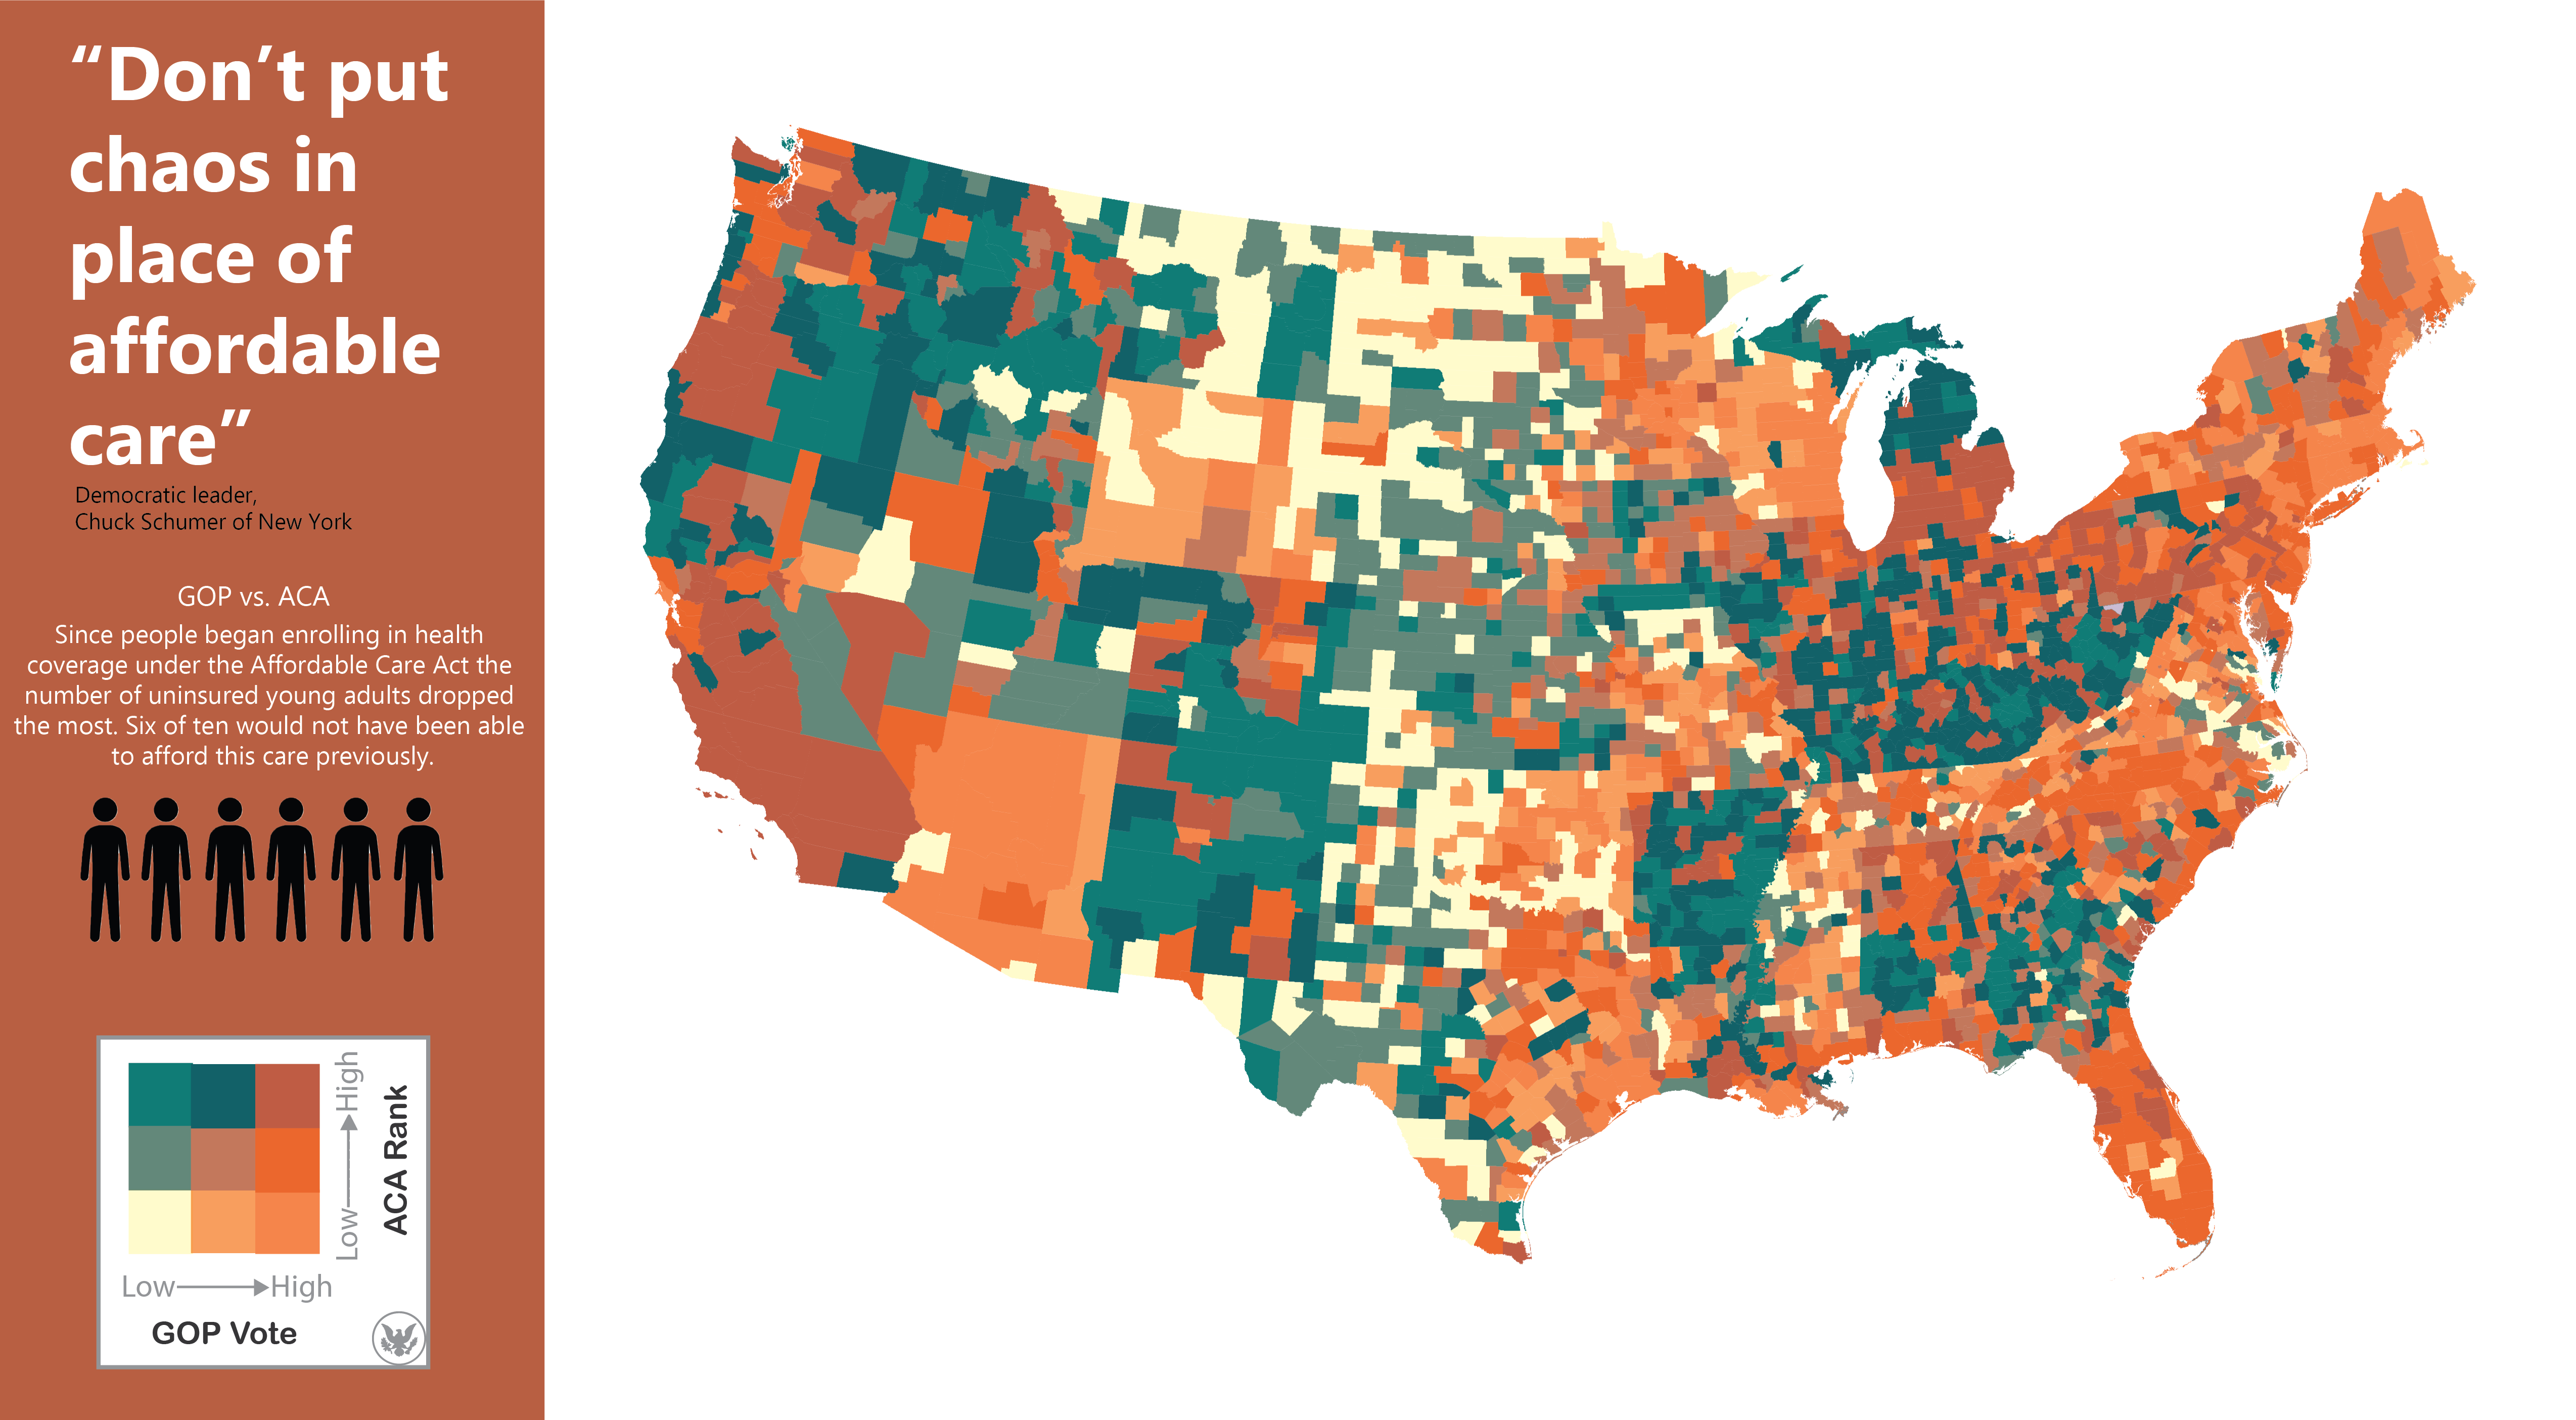 “Don’t put
chaos in
place of
affordable
care”
Democratic leader,
Chuck Schumer of New York
GOP vs. ACA
Since people began enrolling in health
coverage under the Affordable Care Act the
number of uninsured young adults dropped
the most. Six of ten would not have been able
to afford this care previously.
High
Low
ACA Rank
Low High
GOP Vote